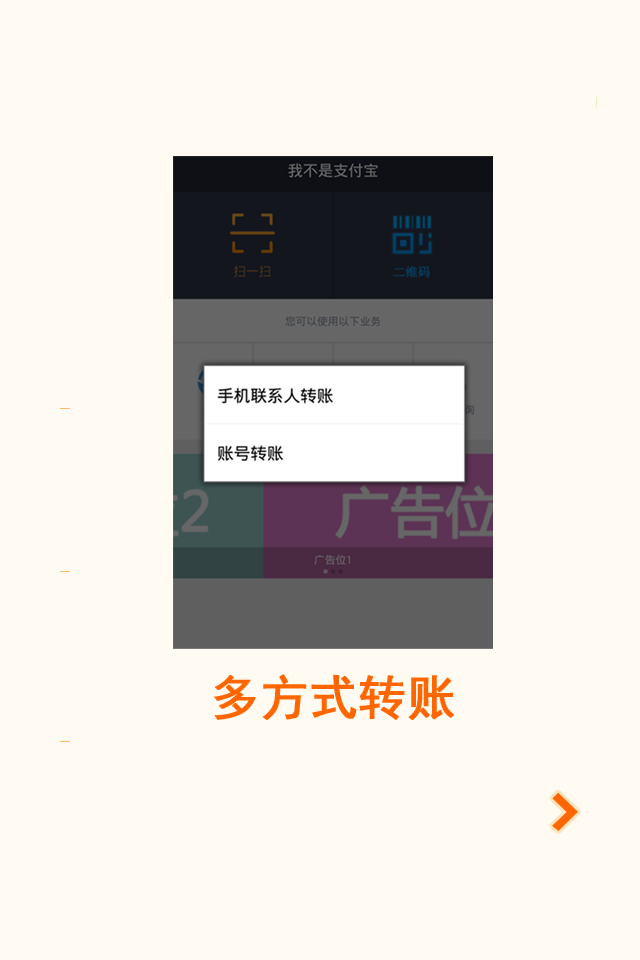 我不是支付宝
扫一扫
二维码
您可以使用以下业务
手机联系人转账
询
账号转账
位2
广告位
广告位1
多方式转账